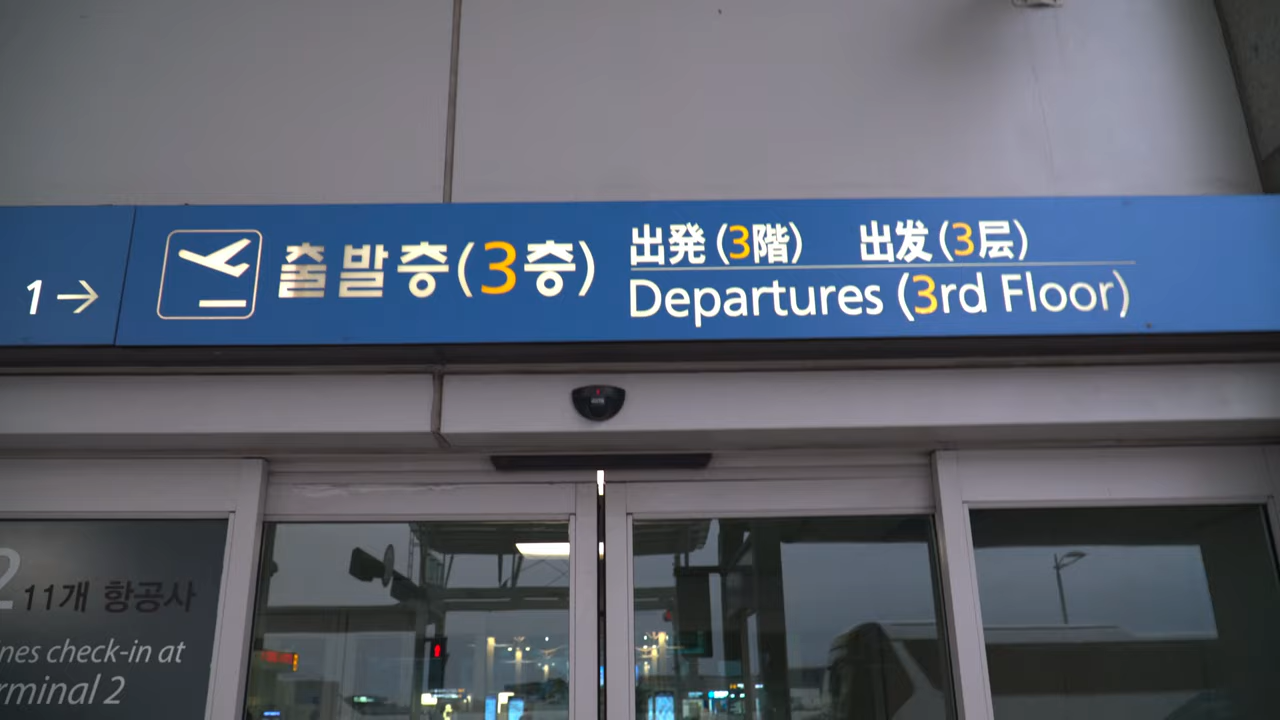 1 →
출발층(3층)
出発(3階) 出发(3层)
Departures (3rd Floor)
2
11개 항공사
nes check-in at
rminal 2